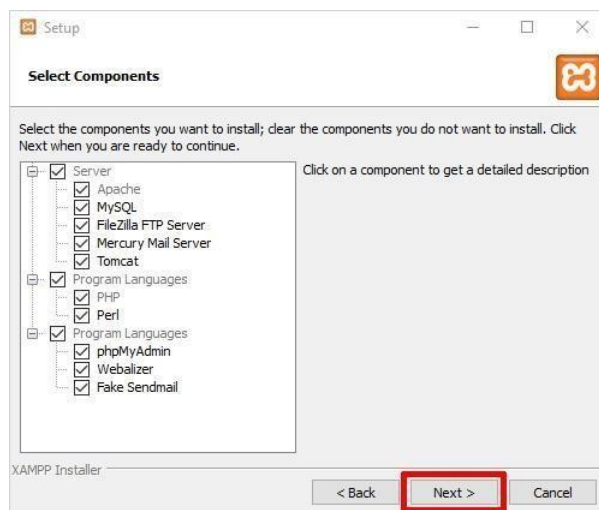 Setup
Select Components
Select the components you want to install; clear the components you do not want to install. Click
Next when you are ready to continue.
Server
Apache
MySQL
FileZilla FTP Server
Mercury Mail Server
Tomcat
Program Languages
PHP
Perl
Program Languages
phpMyAdmin
Webalizer
Fake Sendmail
Click on a component to get a detailed description
XAMPP Installer
< Back
Next >
Cancel